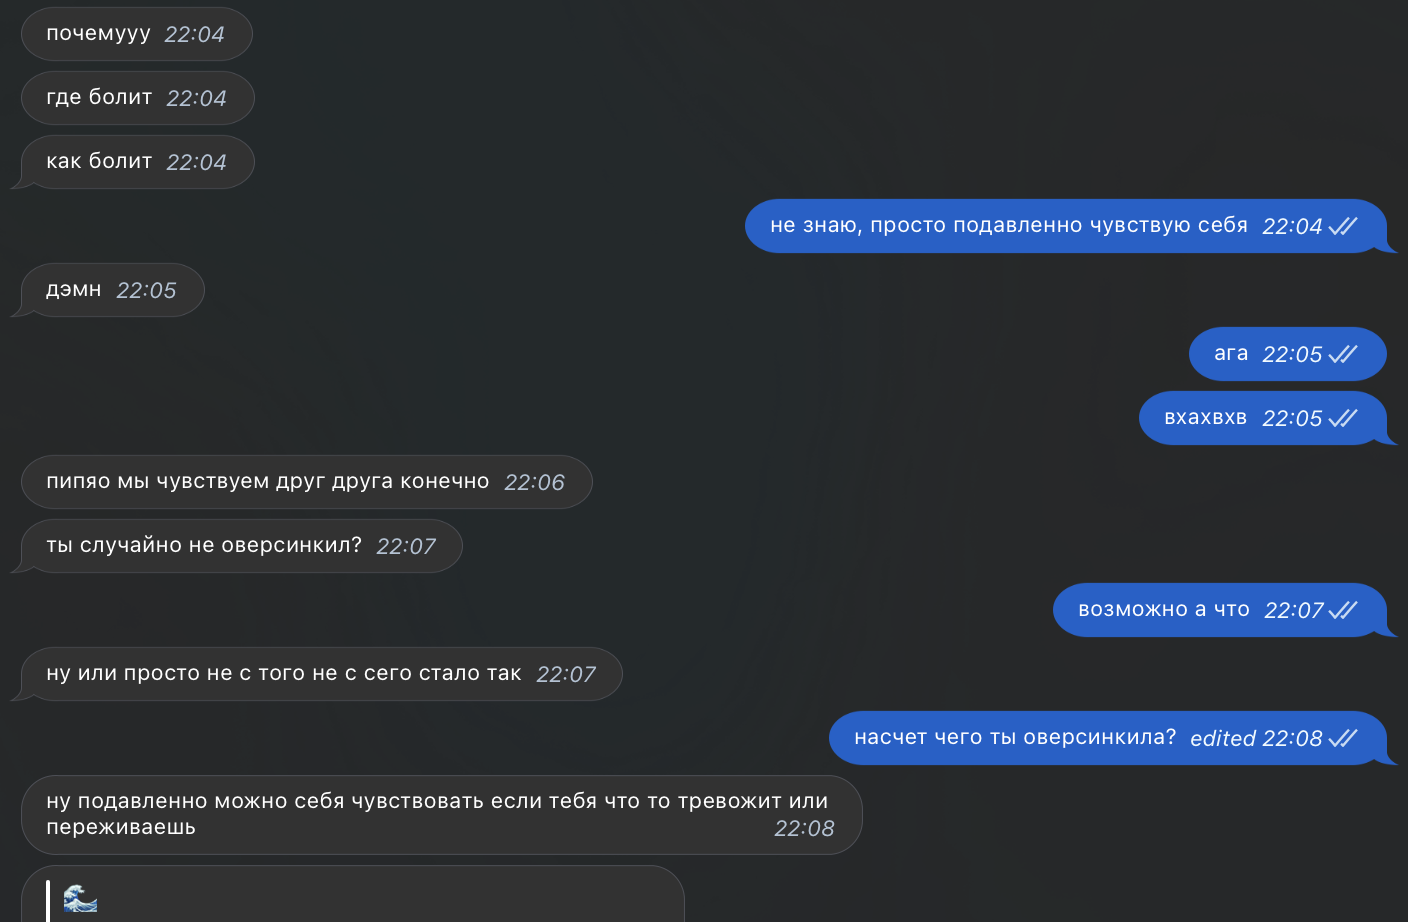 почемууу 22:04
где болит 22:04
как болит 22:04
не знаю, просто подавленно чувствую себя 22:04
дэмн 22:05
ага 22:05
вхахвхв 22:05
пипяо мы чувствуем друг друга конечно 22:06
ты случайно не оверсинкил? 22:07
возможно а что 22:07
ну или просто не с того не с сего стало так 22:07
насчет чего ты оверсинкила? edited 22:08
ну подавленно можно себя чувствовать если тебя что то тревожит или
переживаешь 22:08